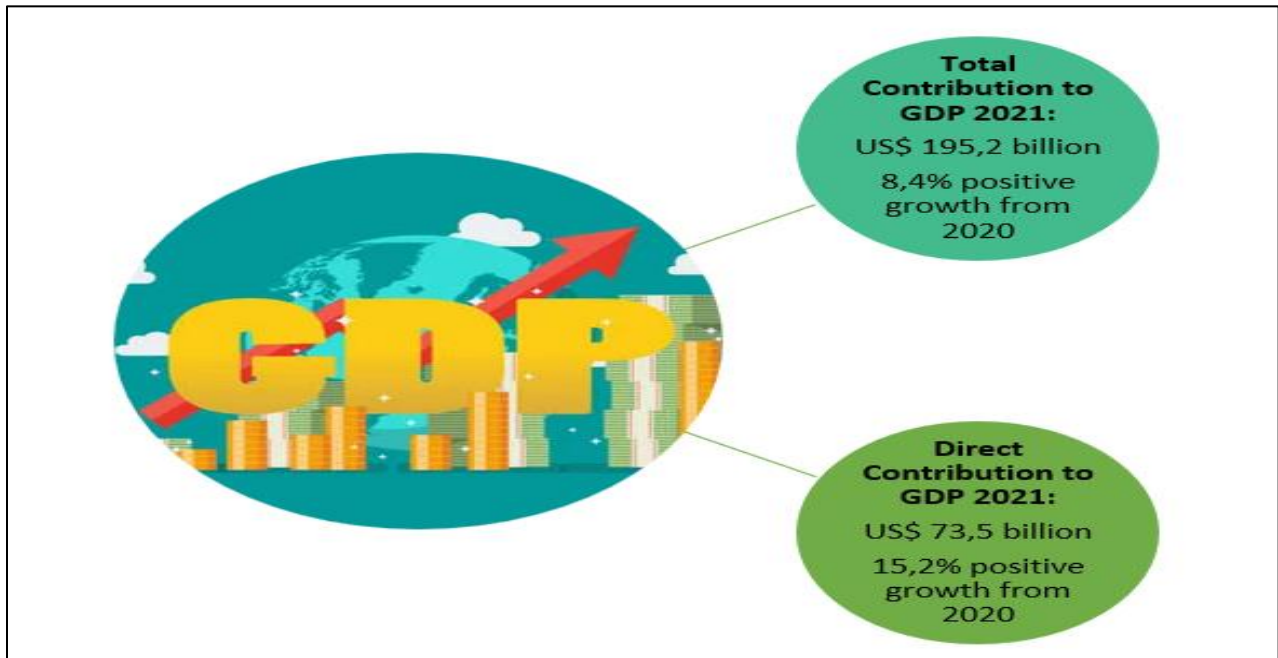 Total
Contribution to
GDP 2021:
US$ 195,2 billion
8,4% positive
growth from
2020
GDP
Direct
Contribution to
GDP 2021:
US$ 73,5 billion
15,2% positive
growth from
2020